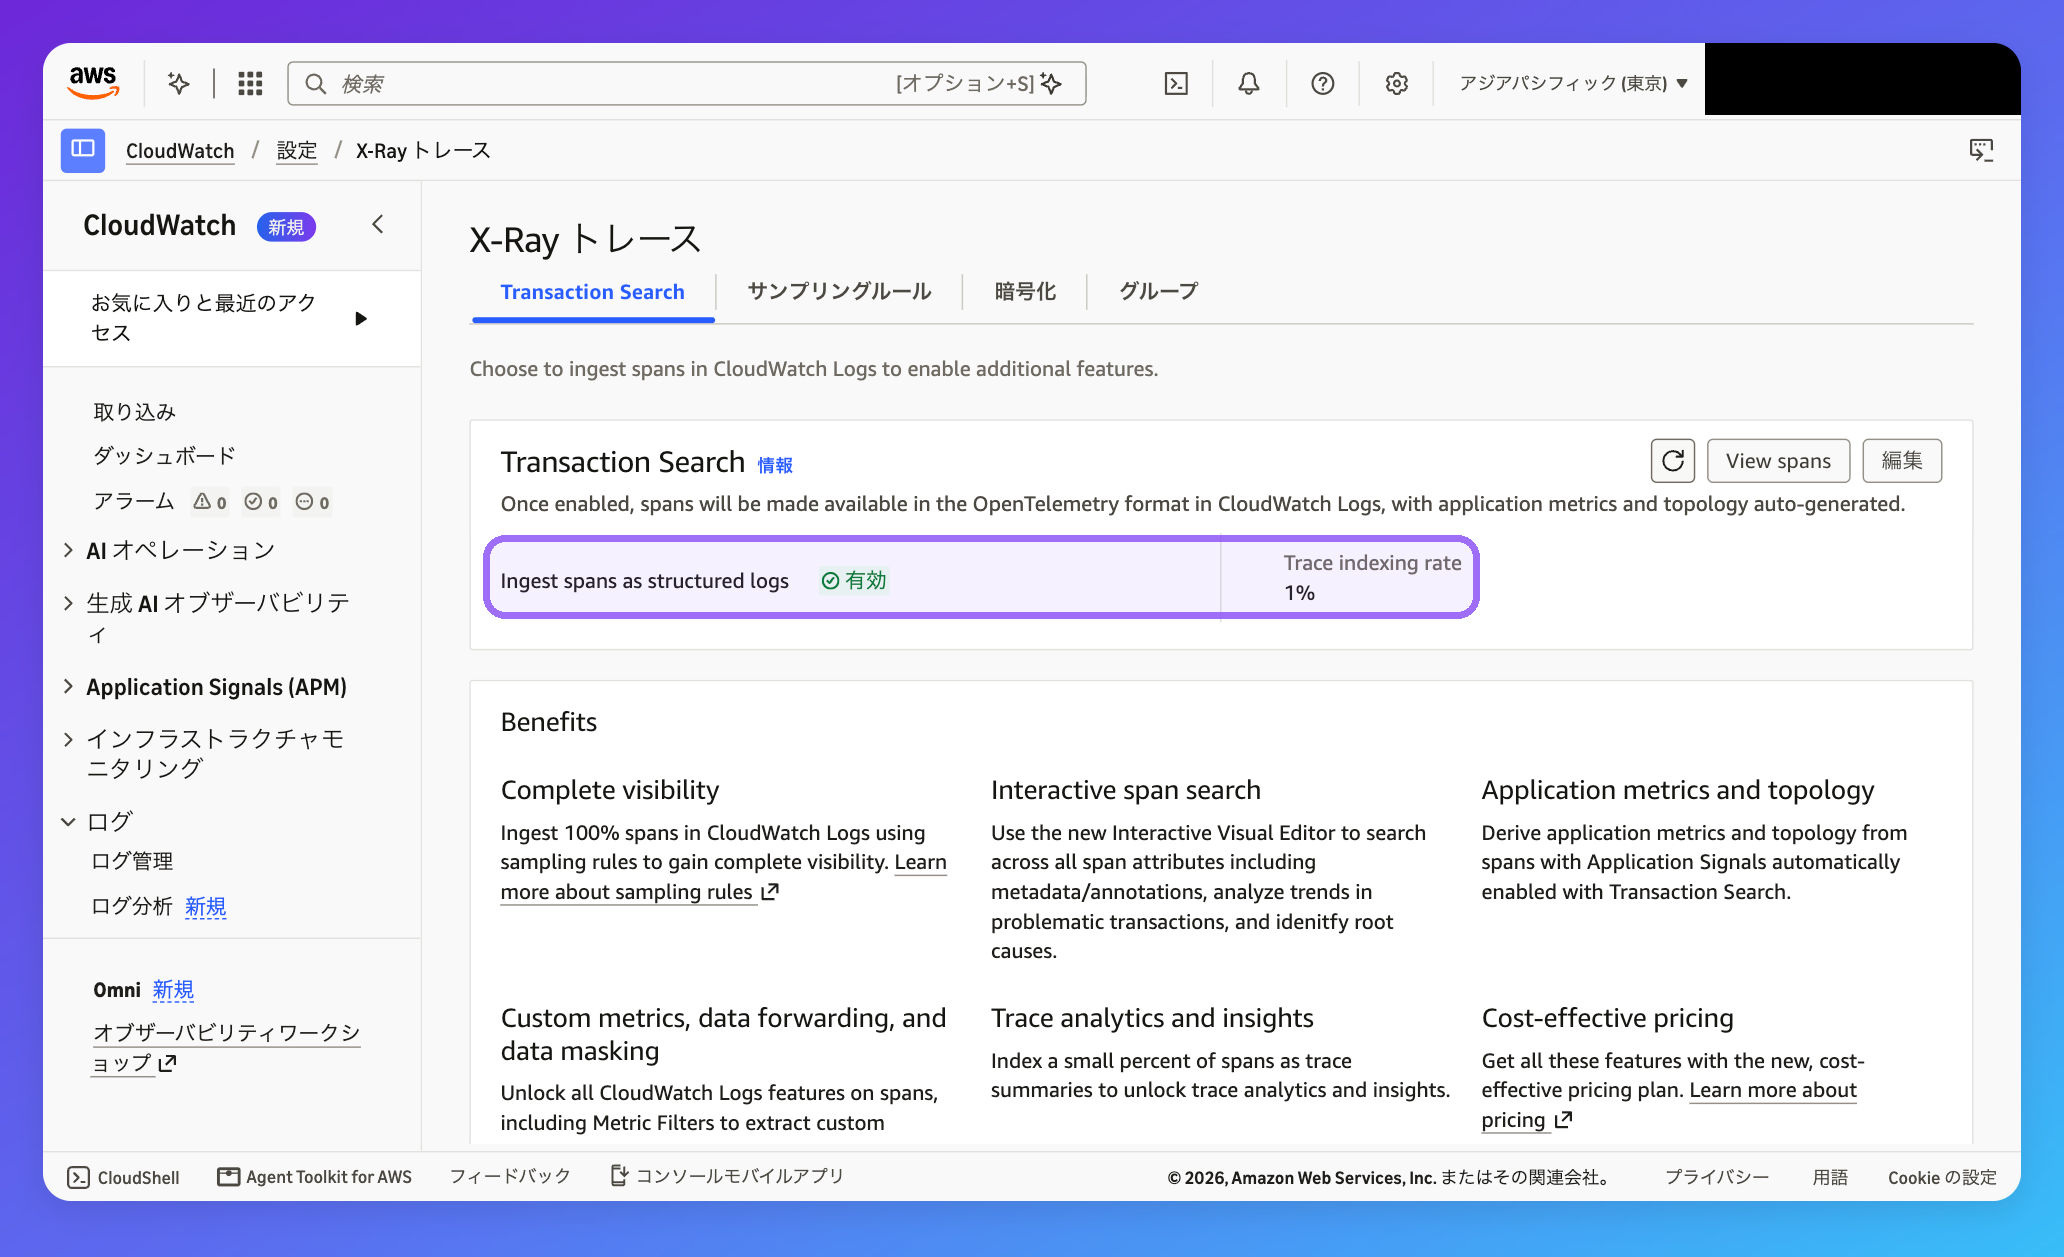 aws
検索
[オプション+S]
アジアパシフィック (東京) ▼
CloudWatch / 設定 / X-Ray トレース
CloudWatch 新規
お気に入りと最近のアク
セス
取り込み
ダッシュボード
アラーム 0 0 0
AI オペレーション
生成 AI オブザーバビリテ
ィ
Application Signals (APM)
インフラストラクチャモ
ニタリング
ログ
ログ管理
ログ分析 新規
Omni 新規
オブザーバビリティワークシ
ョップ
X-Ray トレース
Transaction Search
サンプリングルール
暗号化
グループ
Choose to ingest spans in CloudWatch Logs to enable additional features.
Transaction Search 情報
View spans
編集
Once enabled, spans will be made available in the OpenTelemetry format in CloudWatch Logs, with application metrics and topology auto-generated.
Ingest spans as structured logs 有効
Trace indexing rate
1%
Benefits
Complete visibility
Ingest 100% spans in CloudWatch Logs using
sampling rules to gain complete visibility. Learn
more about sampling rules
Interactive span search
Use the new Interactive Visual Editor to search
across all span attributes including
metadata/annotations, analyze trends in
problematic transactions, and idenitfy root
causes.
Application metrics and topology
Derive application metrics and topology from
spans with Application Signals automatically
enabled with Transaction Search.
Custom metrics, data forwarding, and
data masking
Unlock all CloudWatch Logs features on spans,
including Metric Filters to extract custom
Trace analytics and insights
Index a small percent of spans as trace
summaries to unlock trace analytics and insights.
Cost-effective pricing
Get all these features with the new, cost-
effective pricing plan. Learn more about
pricing
CloudShell
Agent Toolkit for AWS
フィードバック
コンソールモバイルアプリ
© 2026, Amazon Web Services, Inc. またはその関連会社。
プライバシー
用語
Cookie の設定